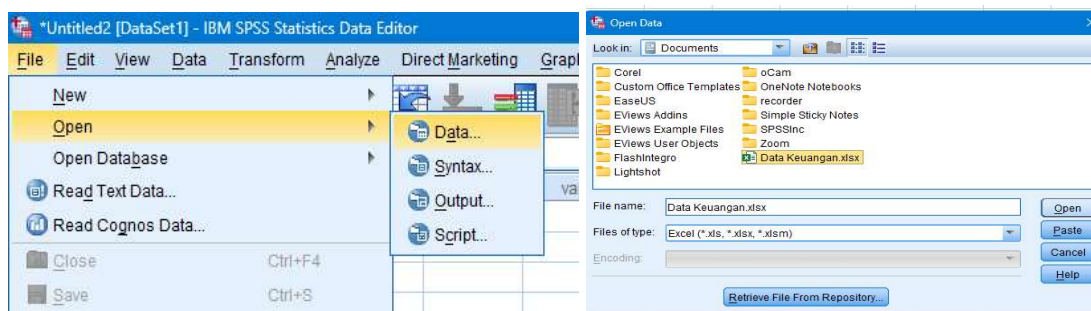 *Untitled2 [DataSet1] - IBM SPSS Statistics Data Editor
File Edit View Data Transform Analyze Direct Marketing
New
Open
Open Database
Read Text Data...
Read Cognos Data...
Close Ctrl+F4
Save Ctrl+S
Data...
Syntax...
Output...
Script...
Open Data
Look in: Documents
Corel
Custom Office Templates
EaseUS
EViews Addins
EViews Example Files
EViews User Objects
FlashIntegro
Lightshot
oCam
OneNote Notebooks
recorder
Simple Sticky Notes
SPSSInc
Zoom
Data Keuangan.xlsx
File name: Data Keuangan.xlsx Open
Files of type: Excel (*.xls, *.xlsx, *.xlsm) Paste
Encoding: Cancel
Help
Retrieve File From Repository...